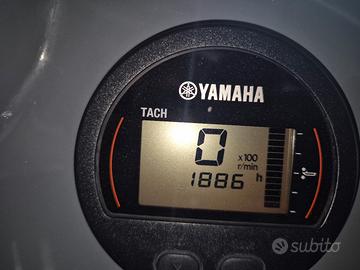 YAMAHA
TACH
0 x100
r/min
1886 h
subito